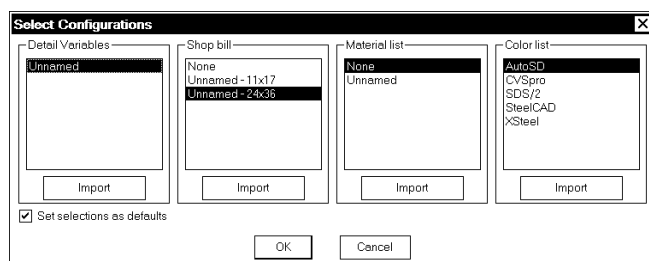 Select Configurations
Detail Variables
Unnamed
Import
Shop bill
None
Unnamed - 11x17
Unnamed - 24x36
Import
Material list
None
Unnamed
Import
Color list
AutoSD
CVSpro
SDS/2
SteelCAD
XSteel
Import
Set selections as defaults
OK
Cancel